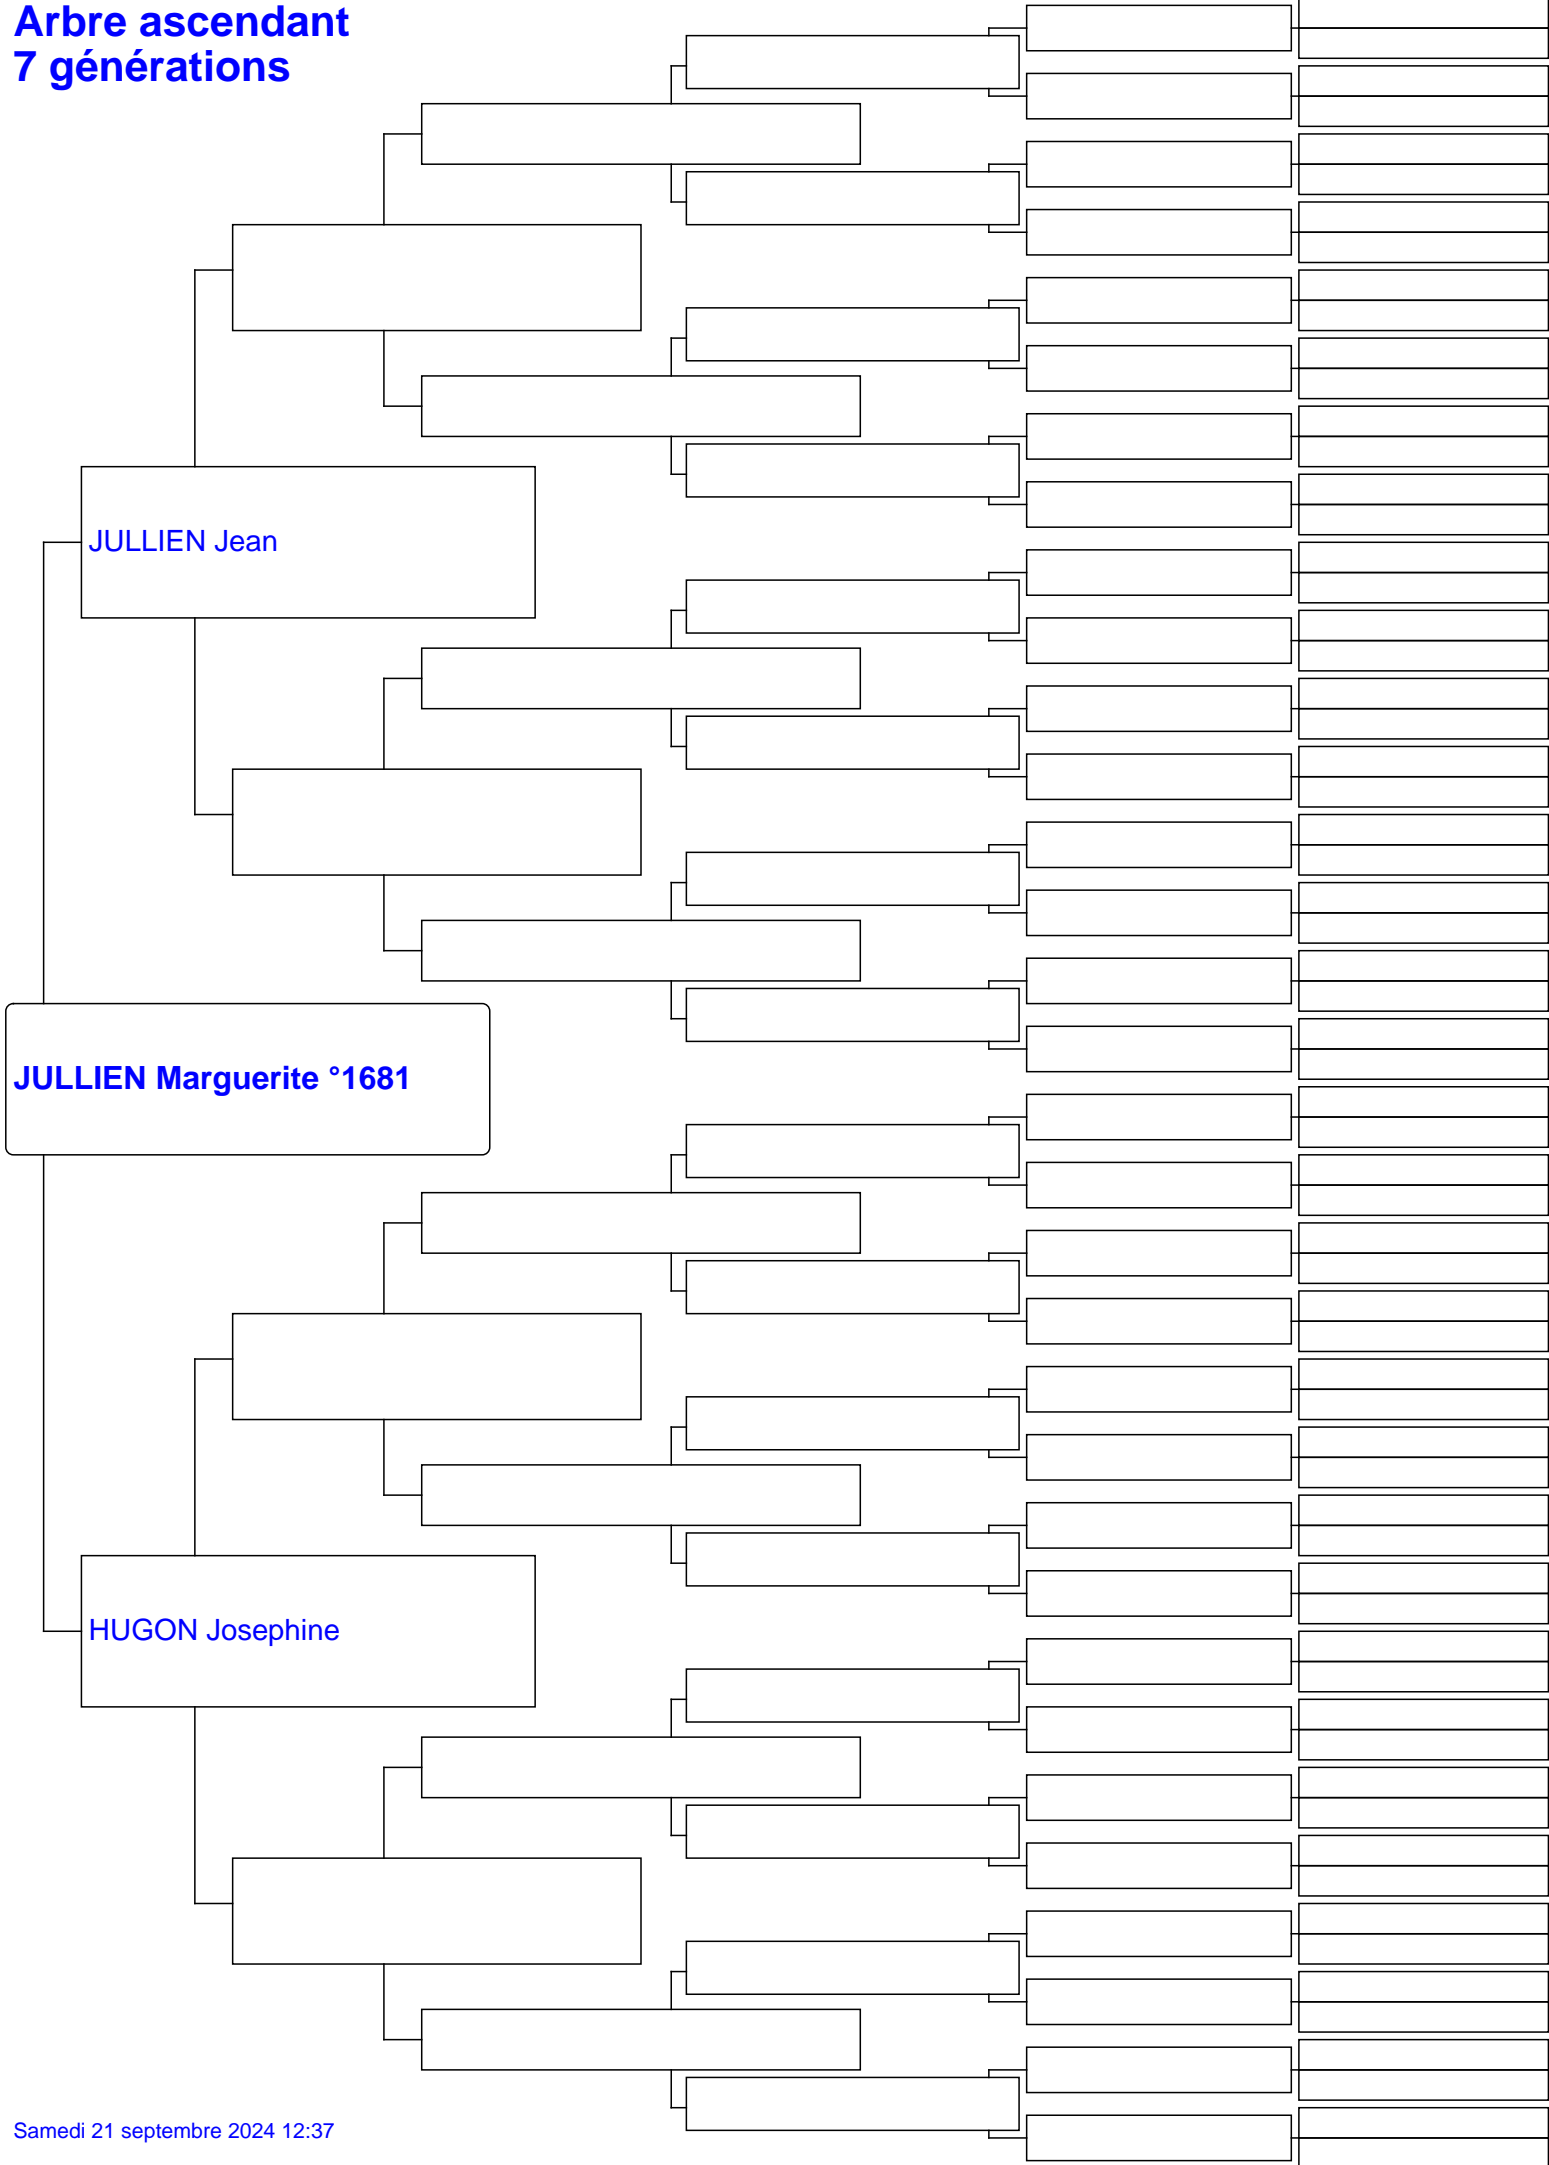 Arbre ascendant
7 générations
JULLIEN Jean
JULLIEN Marguerite °1681
HUGON Josephine
Samedi 21 septembre 2024 12:37